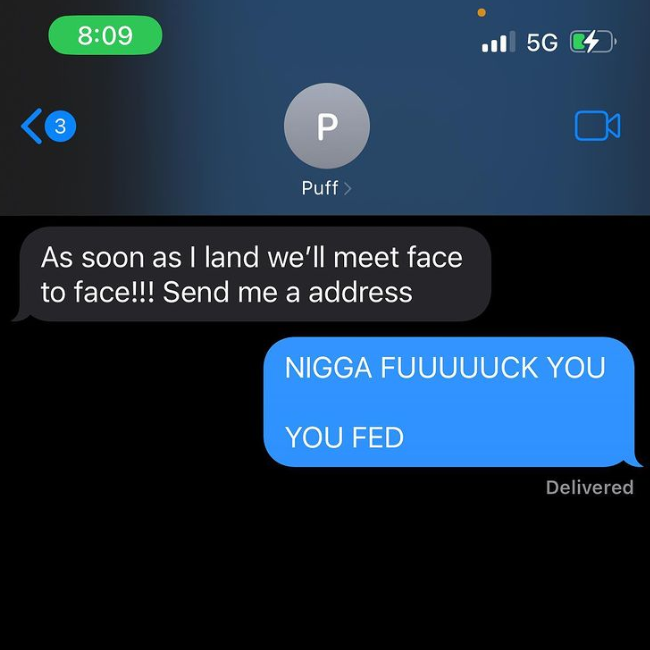 8:09
5G
3
P
Puff
As soon as I land we’ll meet face
to face!!! Send me a address
NIGGA FUUUUUCK YOU
YOU FED
Delivered